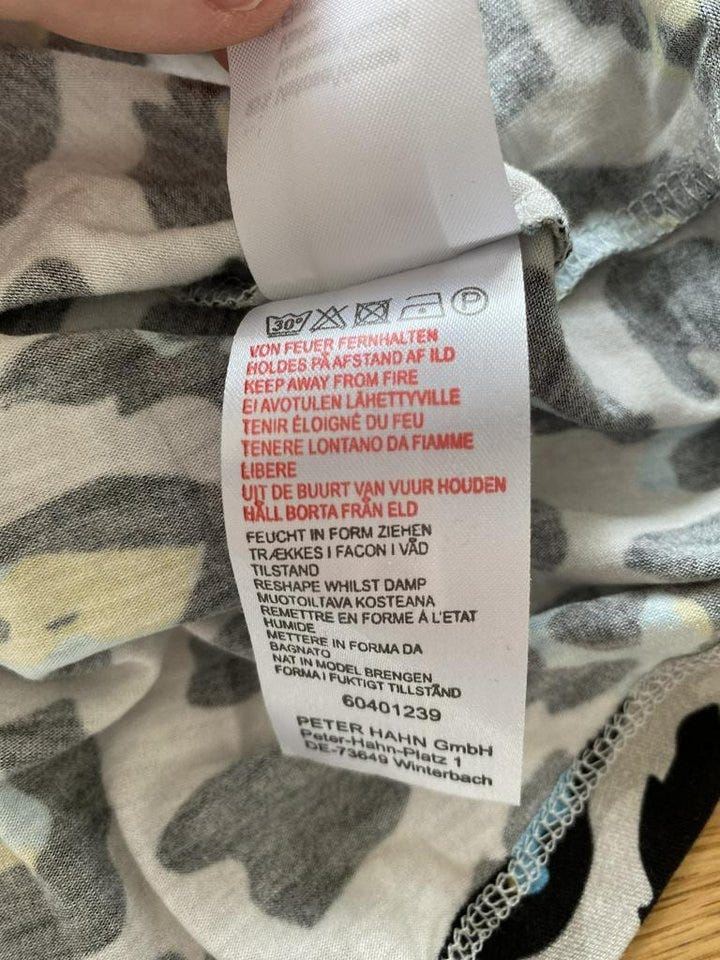 30°
P
VON FEUER FERNHALTEN
HOLDES PÅ AFSTAND AF ILD
KEEP AWAY FROM FIRE
EI AVOTULEN LÄHETTYVILLE
TENIR ÉLOIGNÉ DU FEU
TENERE LONTANO DA FIAMME
LIBERE
UIT DE BUURT VAN VUUR HOUDEN
HÅLL BORTA FRÅN ELD
FEUCHT IN FORM ZIEHEN
TRÆKKES I FACON I VÅD
TILSTAND
RESHAPE WHILST DAMP
MUOTOILTAVA KOSTEANA
REMETTRE EN FORME À L'ETAT
HUMIDE
METTERE IN FORMA DA
BAGNATO
NAT IN MODEL BRENGEN
FORMA I FUKTIGT TILLSTÅND
60401239
PETER HAHN GmbH
Peter-Hahn-Platz 1
DE-73649 Winterbach